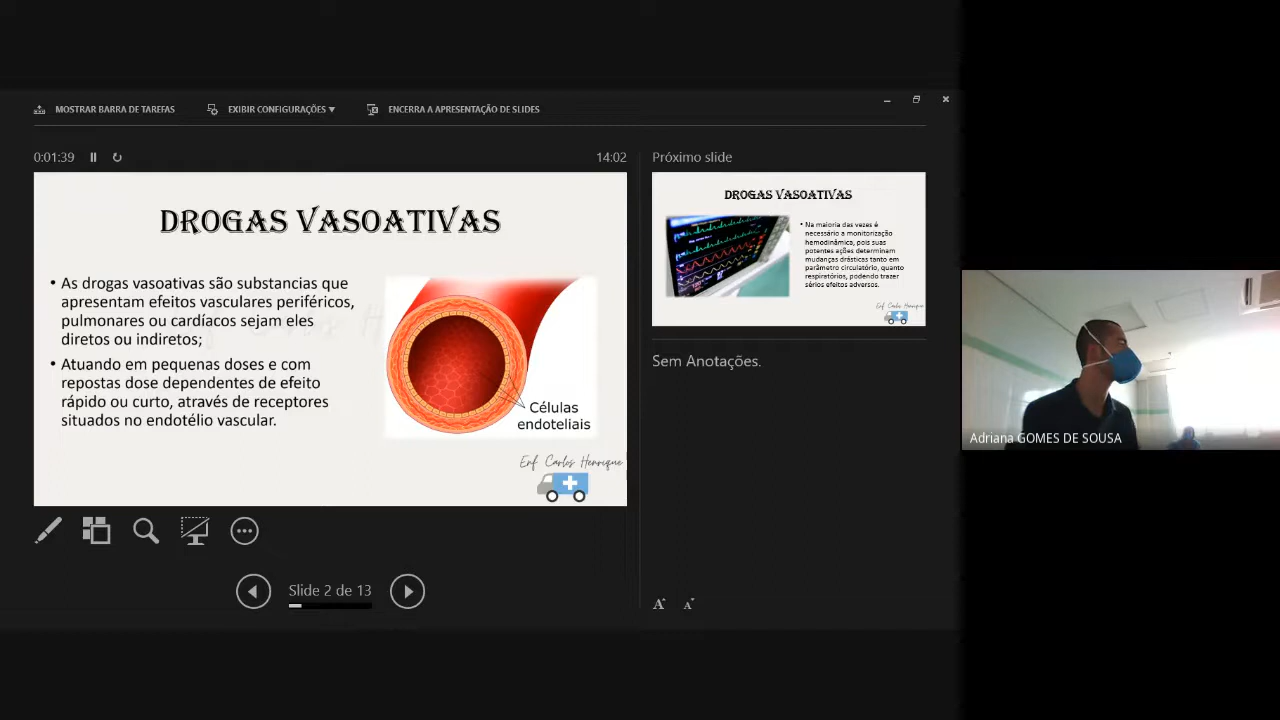 MOSTRAR BARRA DE TAREFAS
EXIBIR CONFIGURAÇÕES
ENCERRA A APRESENTAÇÃO DE SLIDES
0:01:39
14:02
DROGAS VASOATIVAS
• As drogas vasoativas são substancias que
apresentam efeitos vasculares periféricos,
pulmonares ou cardíacos sejam eles
diretos ou indiretos;
• Atuando em pequenas doses e com
repostas dose dependentes de efeito
rápido ou curto, através de receptores
situados no endotélio vascular.
Células
endoteliais
Enf Carlos Henrique
Slide 2 de 13
Próximo slide
DROGAS VASOATIVAS
• Na maioria das vezes é
necessário a monitorização
hemodinâmica, pois suas
potentes ações determinam
mudanças drásticas tanto em
parâmetro circulatório, quanto
respiratórios, podendo trazer
sérios efeitos adversos.
Enf Carlos Henrique
Sem Anotações.
A A
Adriana GOMES DE SOUSA